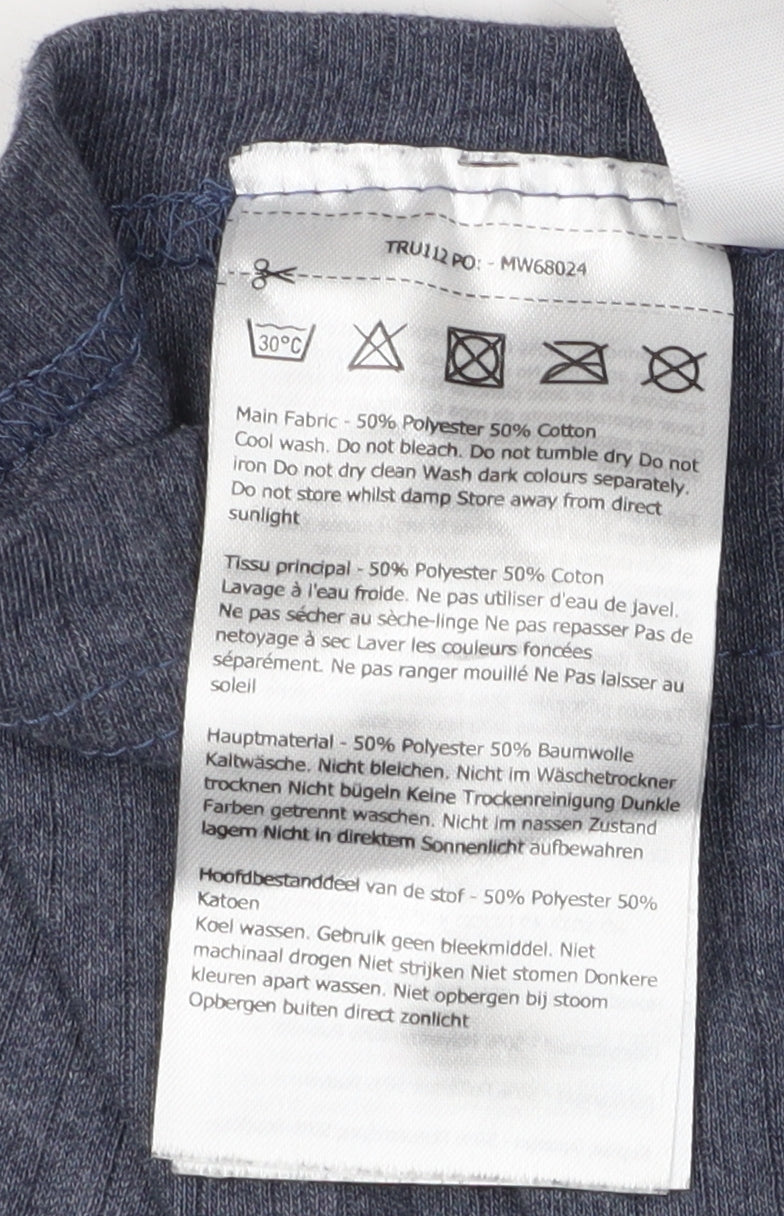 TRU112 PO: - MW68024
30°C
Main Fabric - 50% Polyester 50% Cotton
Cool wash. Do not bleach. Do not tumble dry Do not
iron Do not dry clean Wash dark colours separately.
Do not store whilst damp Store away from direct
sunlight
Tissu principal - 50% Polyester 50% Coton
Lavage à l'eau froide. Ne pas utiliser d'eau de javel.
Ne pas sécher au sèche-linge Ne pas repasser Pas de
netoyage à sec Laver les couleurs foncées
séparément. Ne pas ranger mouillé Ne Pas laisser au
soleil
Hauptmaterial - 50% Polyester 50% Baumwolle
Kaltwäsche. Nicht bleichen. Nicht im Wäschetrockner
trocknen Nicht bügeln Keine Trockenreinigung Dunkle
Farben getrennt waschen. Nicht im nassen Zustand
lagern Nicht in direktem Sonnenlicht aufbewahren
Hoofdbestanddeel van de stof - 50% Polyester 50%
Katoen
Koel wassen. Gebruik geen bleekmiddel. Niet
machinaal drogen Niet strijken Niet stomen Donkere
kleuren apart wassen. Niet opbergen bij stoom
Opbergen buiten direct zonlicht